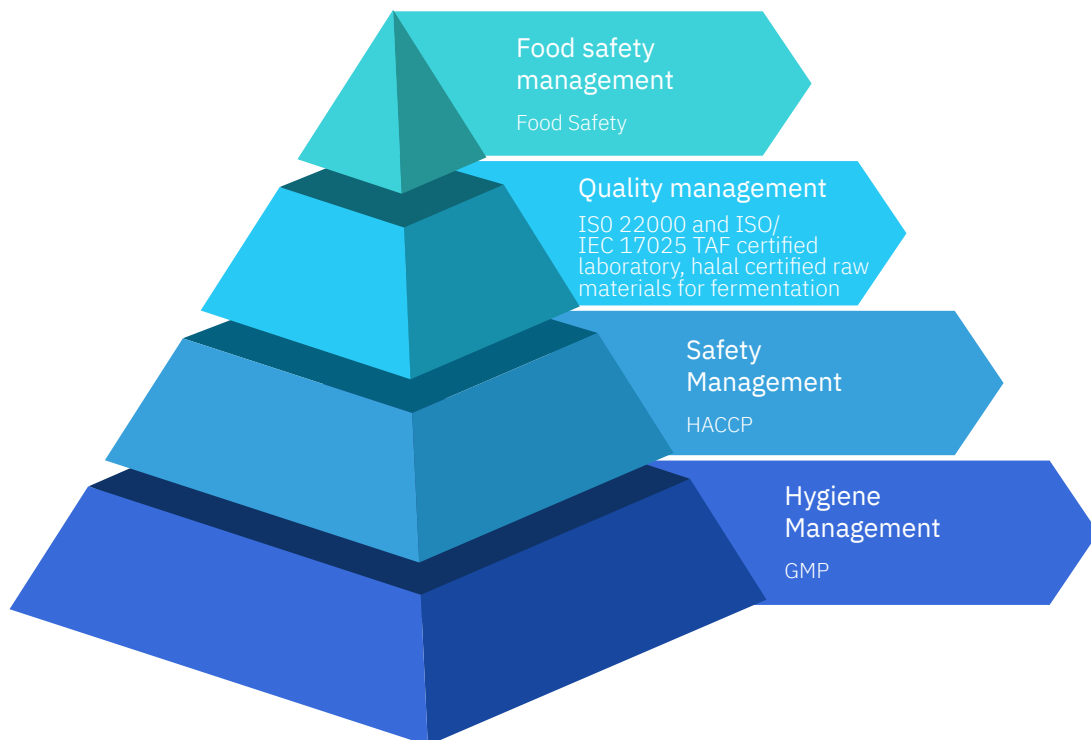 Food safety
management
Food Safety
Quality management
ISO 22000 and ISO/
IEC 17025 TAF certified
laboratory, halal certified raw
materials for fermentation
Safety
Management
HACCP
Hygiene
Management
GMP